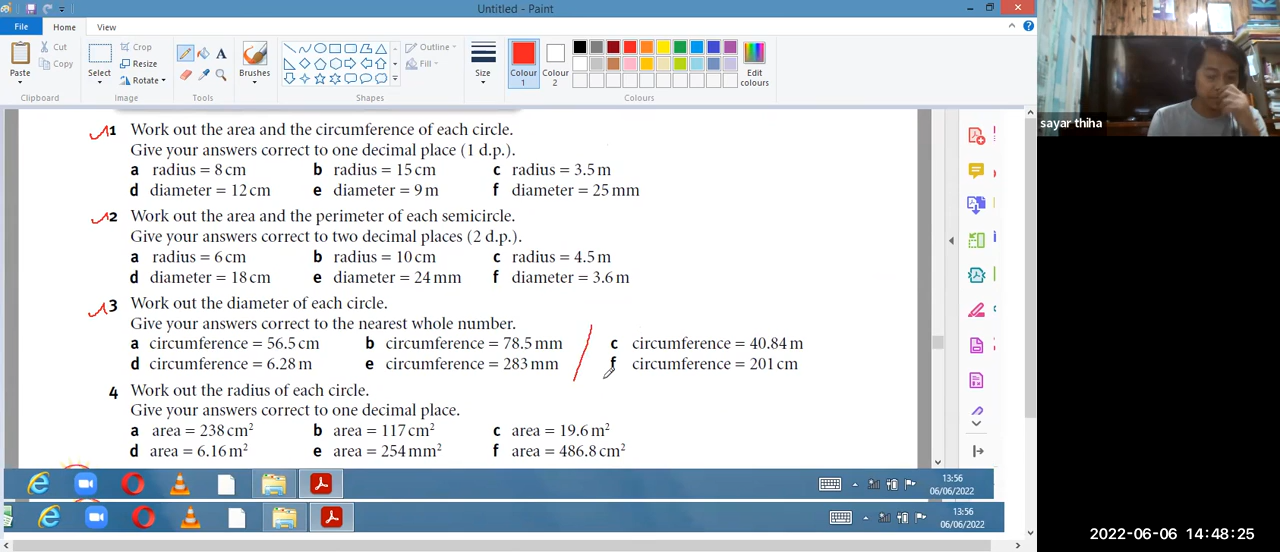 Untitled - Paint
File Home View
Paste
Cut
Copy
Clipboard
Select
Crop
Resize
Rotate
Image
Tools
Brushes
Shapes
Outline
Fill
Size
Colour 1
Colour 2
Edit colours
Colours
sayar thiha
1 Work out the area and the circumference of each circle.
Give your answers correct to one decimal place (1 d.p.).
a radius = 8 cm b radius = 15 cm c radius = 3.5 m
d diameter = 12 cm e diameter = 9 m f diameter = 25 mm
2 Work out the area and the perimeter of each semicircle.
Give your answers correct to two decimal places (2 d.p.).
a radius = 6 cm b radius = 10 cm c radius = 4.5 m
d diameter = 18 cm e diameter = 24 mm f diameter = 3.6 m
3 Work out the diameter of each circle.
Give your answers correct to the nearest whole number.
a circumference = 56.5 cm b circumference = 78.5 mm c circumference = 40.84 m
d circumference = 6.28 m e circumference = 283 mm f circumference = 201 cm
4 Work out the radius of each circle.
Give your answers correct to one decimal place.
a area = 238 cm² b area = 117 cm² c area = 19.6 m²
d area = 6.16 m² e area = 254 mm² f area = 486.8 cm²
13:56
06/06/2022
13:56
06/06/2022
2022-06-06 14:48:25